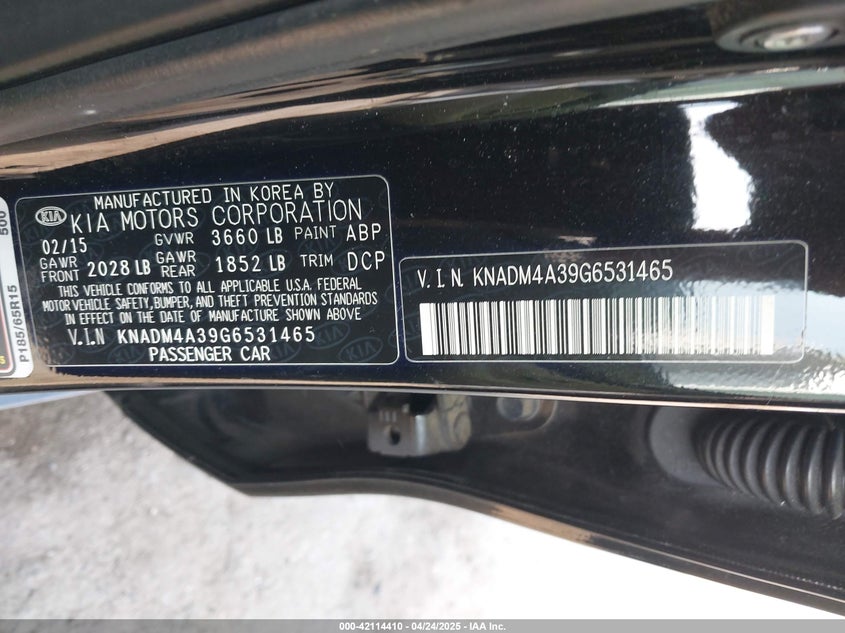 MANUFACTURED IN KOREA BY
KIA KIA MOTORS CORPORATION
02/15 GVWR 3660 LB PAINT ABP
GAWR FRONT 2028 LB GAWR REAR 1852 LB TRIM DCP
THIS VEHICLE CONFORMS TO ALL APPLICABLE U.S.A. FEDERAL
MOTOR VEHICLE SAFETY, BUMPER, AND THEFT PREVENTION STANDARDS
IN EFFECT ON THE DATE OF MANUFACTURE SHOWN ABOVE
V.I.N KNADM4A39G6531465
PASSENGER CAR
V.I.N. KNADM4A39G6531465
P185/65R15
500
000-42114410 - 04/24/2025 - IAA Inc.